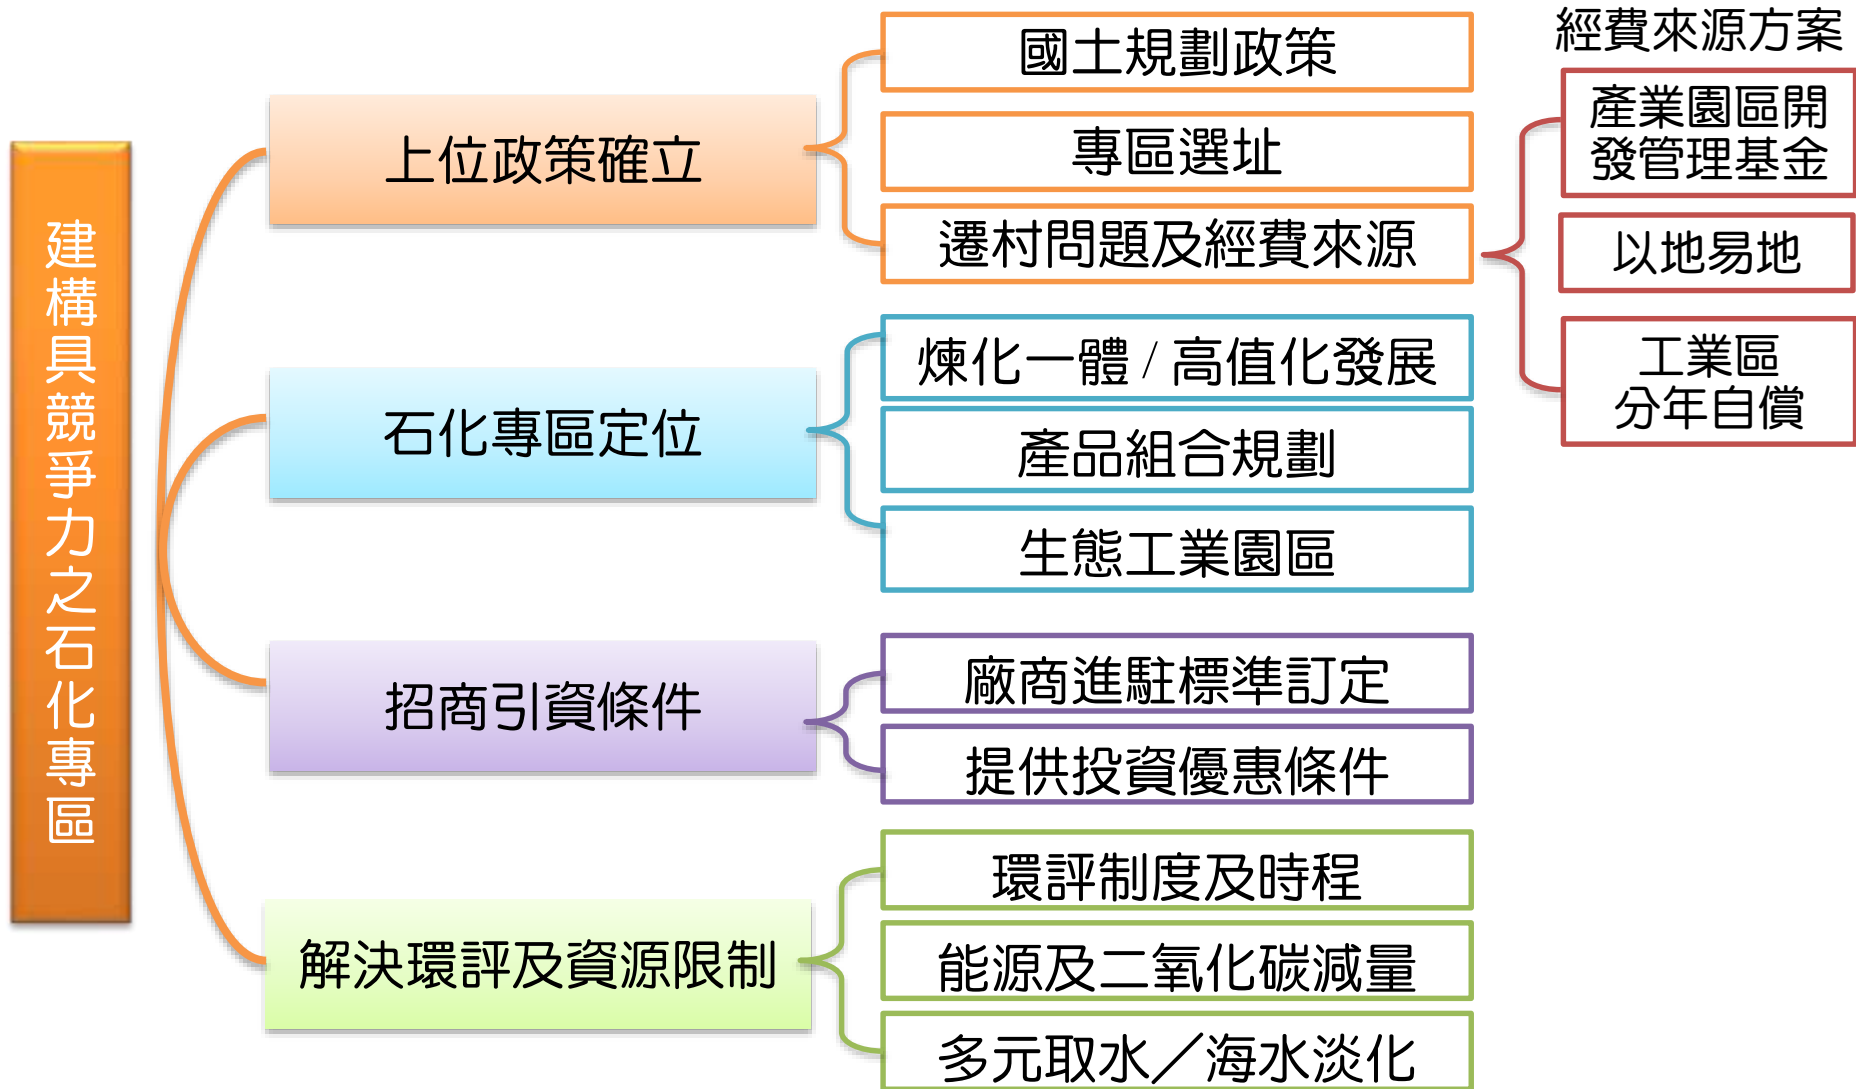 建構具競爭力之石化專區
上位政策確立
國土規劃政策
專區選址
遷村問題及經費來源
經費來源方案
產業園區開
發管理基金
以地易地
工業區
分年自償
石化專區定位
煉化一體 / 高值化發展
產品組合規劃
生態工業園區
招商引資條件
廠商進駐標準訂定
提供投資優惠條件
解決環評及資源限制
環評制度及時程
能源及二氧化碳減量
多元取水／海水淡化